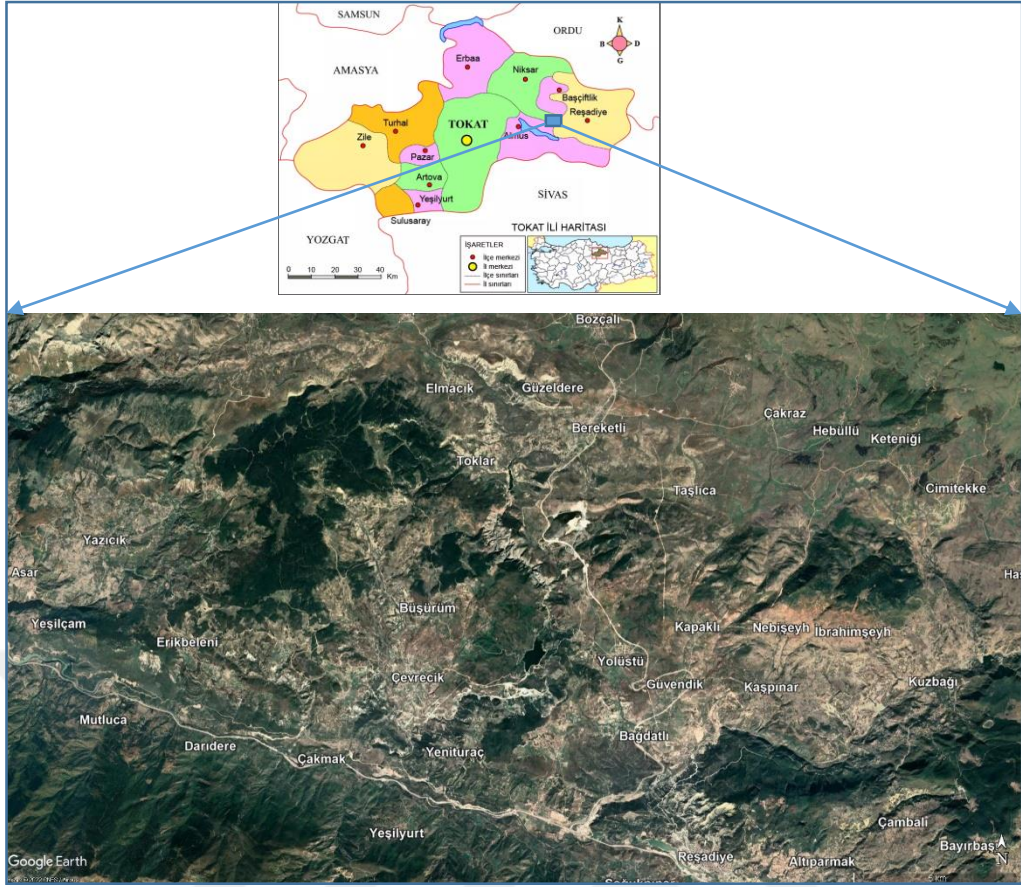 SAMSUN
ORDU
K
B D
G
AMASYA
Erbaa
Niksar
Başçiftlik
Reşadiye
Turhal
TOKAT
Almus
Zile
Pazar
Artova
SİVAS
Yeşilyurt
Sulusaray
TOKAT İLİ HARİTASI
YOZGAT
İŞARETLER
İlçe merkezi
İl merkezi
İlçe sınırları
İl sınırları
0 10 20 30 40
Km
Bozçalı
Elmacık
Güzeldere
Çakraz
Bereketli
Hebüllü
Keteniği
Toklar
Taşlıca
Cimitekke
Yazıcık
Asar
Büşürüm
Yeşilçam
Kapaklı
Nebişeyh
İbrahimşeyh
Erikbeleni
Yolüstü
Çevrecik
Güvendik
Kaşpınar
Kuzbağı
Mutluca
Bağdatlı
Darıdere
Yenituraç
Çakmak
Çambalı
Yeşilyurt
Bayırbaşı
N
Google Earth
Reşadiye
Altıparmak